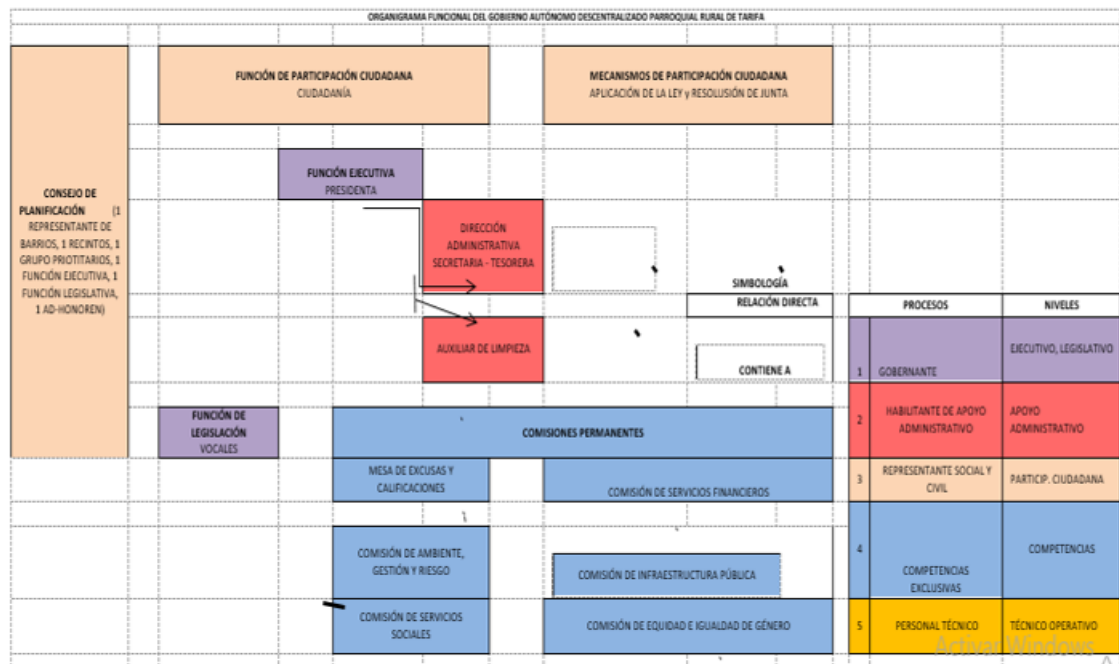 ORGANIGRAMA FUNCIONAL DEL GOBIERNO AUTÓNOMO DESCENTRALIZADO PARROQUIAL RURAL DE TARIFA
CONSEJO DE
PLANIFICACIÓN (1
REPRESENTANTE DE
BARRIOS, 1 RECINTOS, 1
GRUPO PRIOTITARIOS, 1
FUNCIÓN EJECUTIVA, 1
FUNCIÓN LEGISLATIVA,
1 AD-HONOREN)
FUNCIÓN DE PARTICIPACIÓN CIUDADANA
CIUDADANÍA
MECANISMOS DE PARTICIPACIÓN CIUDADANA
APLICACIÓN DE LA LEY y RESOLUCIÓN DE JUNTA
FUNCIÓN EJECUTIVA
PRESIDENTA
DIRECCIÓN
ADMINISTRATIVA
SECRETARIA - TESORERA
AUXILIAR DE LIMPIEZA
SIMBOLOGÍA
RELACIÓN DIRECTA
CONTIENE A
FUNCIÓN DE
LEGISLACIÓN
VOCALES
COMISIONES PERMANENTES
MESA DE EXCUSAS Y
CALIFICACIONES
COMISIÓN DE SERVICIOS FINANCIEROS
COMISIÓN DE AMBIENTE,
GESTIÓN Y RIESGO
COMISIÓN DE INFRAESTRUCTURA PÚBLICA
COMISIÓN DE SERVICIOS
SOCIALES
COMISIÓN DE EQUIDAD E IGUALDAD DE GÉNERO
PROCESOS NIVELES
1 GOBERNANTE EJECUTIVO, LEGISLATIVO
2 HABILITANTE DE APOYO
ADMINISTRATIVO
APOYO
ADMINISTRATIVO
3 REPRESENTANTE SOCIAL Y
CIVIL
PARTICIP. CIUDADANA
4 COMPETENCIAS
EXCLUSIVAS
COMPETENCIAS
5 PERSONAL TÉCNICO TÉCNICO OPERATIVO
Activar Windows